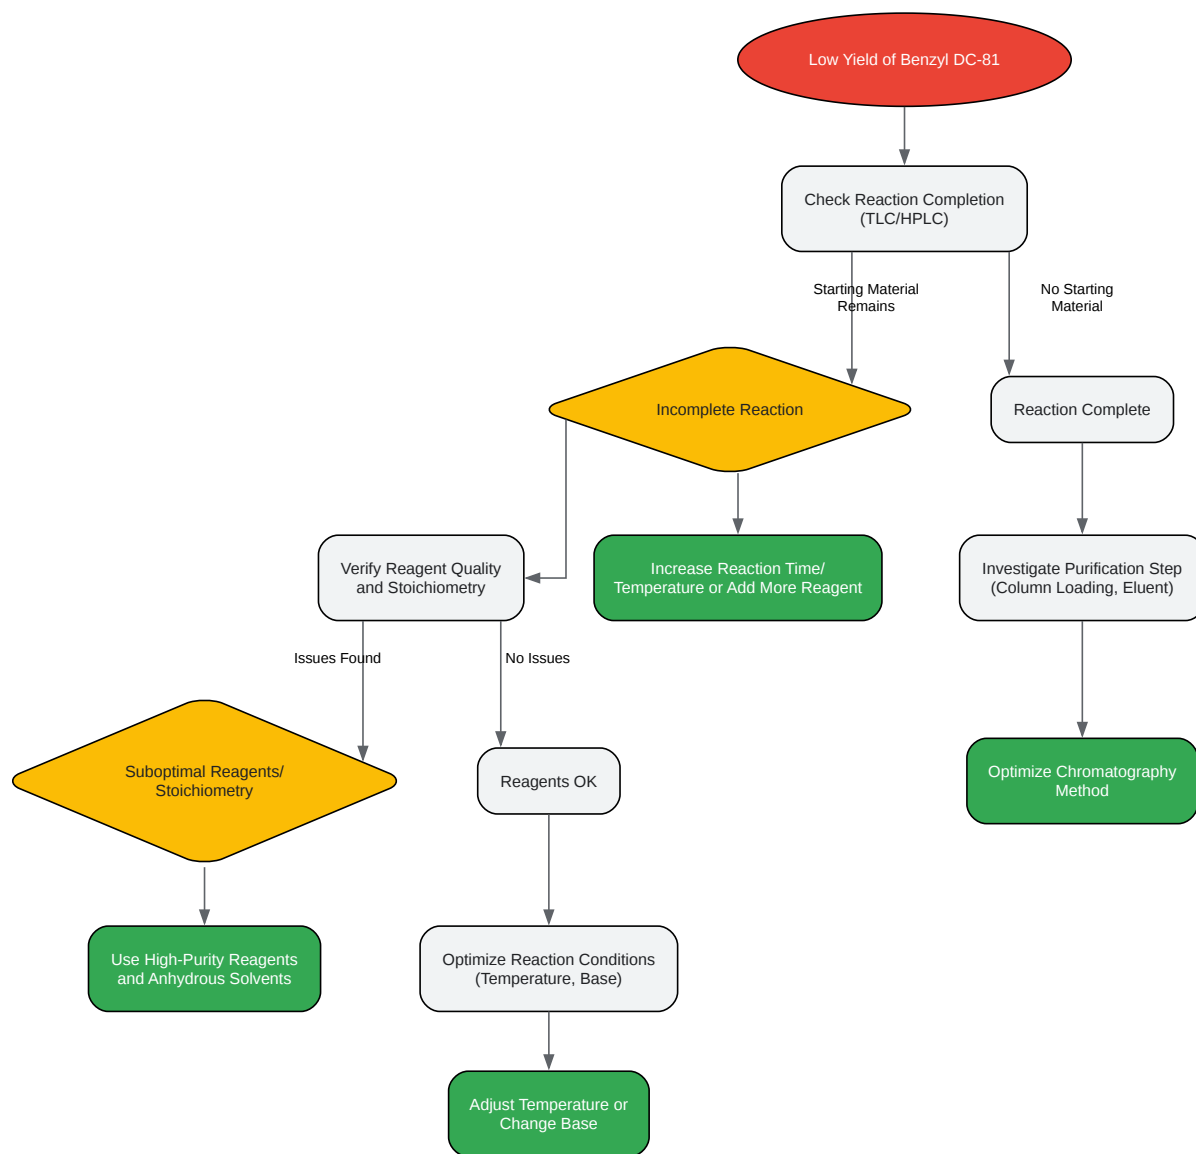 Low Yield of Benzyl DC-81
Check Reaction Completion
(TLC/HPLC)
Starting Material
Remains
No Starting
Material
Incomplete Reaction
Reaction Complete
Verify Reagent Quality
and Stoichiometry
Increase Reaction Time/
Temperature or Add More Reagent
Investigate Purification Step
(Column Loading, Eluent)
Issues Found
No Issues
Suboptimal Reagents/
Stoichiometry
Reagents OK
Optimize Chromatography
Method
Use High-Purity Reagents
and Anhydrous Solvents
Optimize Reaction Conditions
(Temperature, Base)
Adjust Temperature or
Change Base